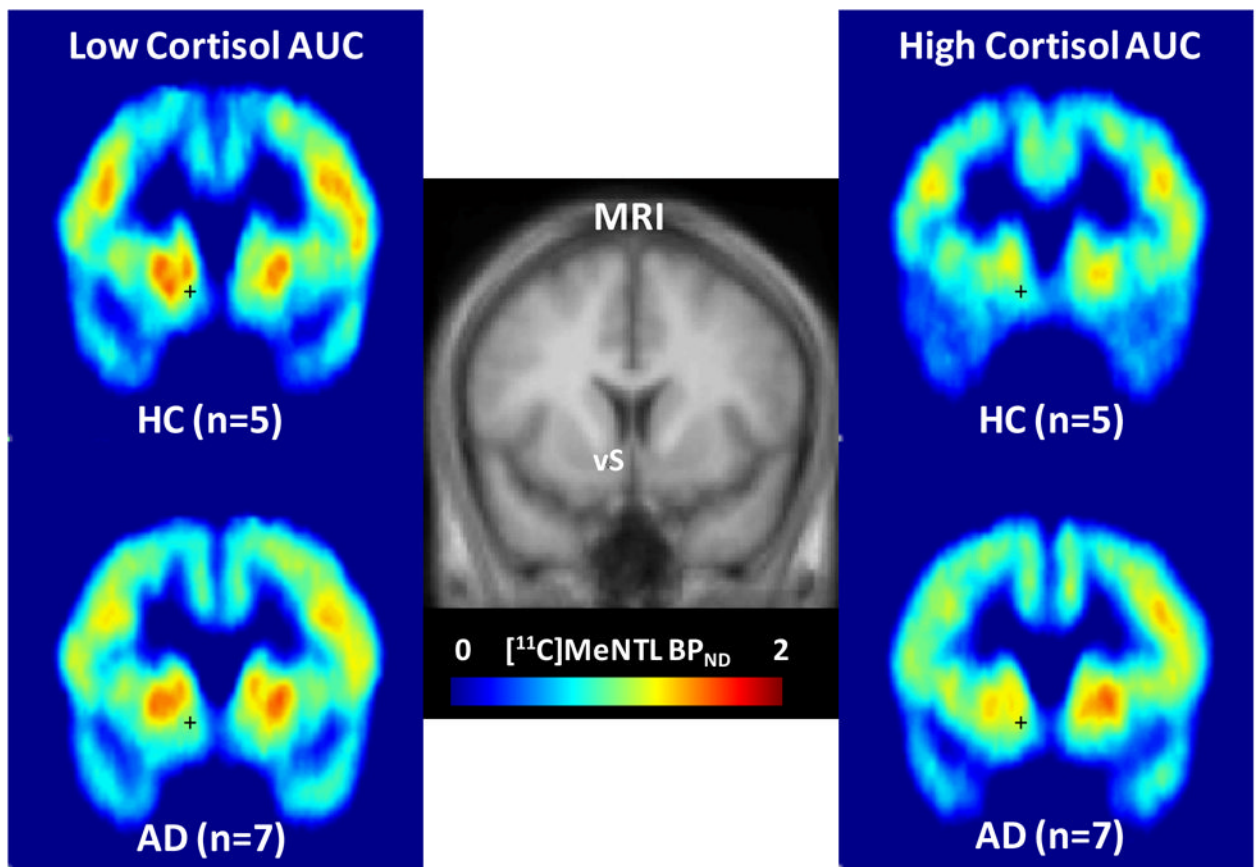 Low Cortisol AUC
High Cortisol AUC
MRI
HC (n=5)
HC (n=5)
vS
0 [¹¹C]MeNTL BP_ND 2
AD (n=7)
AD (n=7)